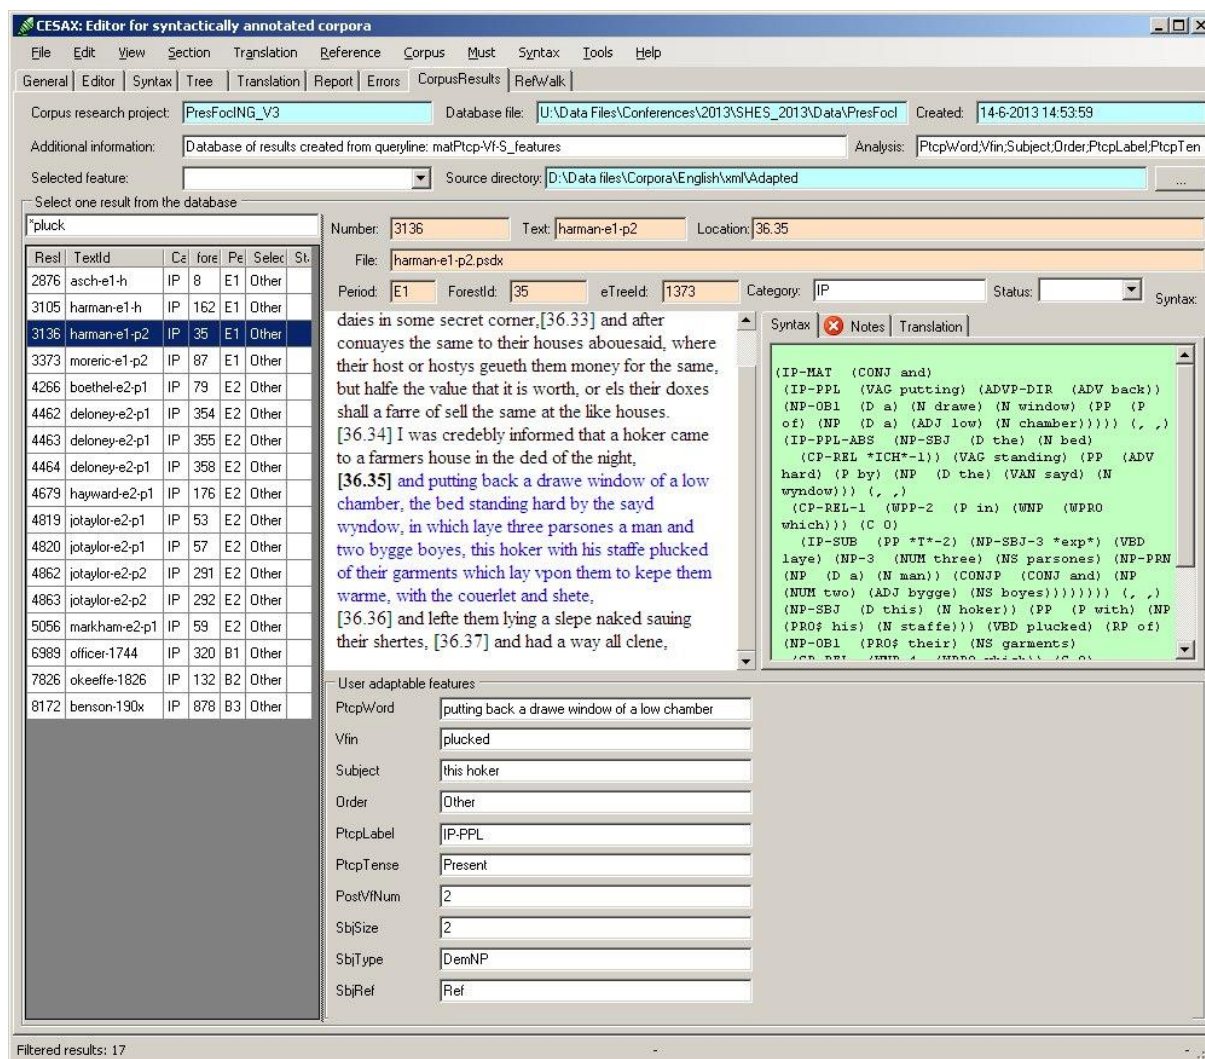 CESAX: Editor for syntactically annotated corpora
File Edit View Section Translation Reference Corpus Must Syntax Tools Help
General Editor Syntax Tree Translation Report Errors CorpusResults RefWalk
Corpus research project: PresFocING_V3 Database file: U:\Data Files\Conferences\2013\SHES_2013\Data\PresFocI Created: 14-6-2013 14:53:59
Additional information: Database of results created from queryline: matPtcp-Vf-S_features Analysis: PtcpWord;Vfin;Subject;Order;PtcpLabel;PtcpTen
Selected feature: Source directory: D:\Data files\Corpora\English\xml\Adapted ...
Select one result from the database
*pluck
ResI TextId Ca fore Pe Selec St
2876 asch-e1-h IP 8 E1 Other
3105 harman-e1-h IP 162 E1 Other
3136 harman-e1-p2 IP 35 E1 Other
3373 moreric-e1-p2 IP 87 E1 Other
4266 boethel-e2-p1 IP 79 E2 Other
4462 deloney-e2-p1 IP 354 E2 Other
4463 deloney-e2-p1 IP 355 E2 Other
4464 deloney-e2-p1 IP 358 E2 Other
4679 hayward-e2-p1 IP 176 E2 Other
4819 jotaylor-e2-p1 IP 53 E2 Other
4820 jotaylor-e2-p1 IP 57 E2 Other
4862 jotaylor-e2-p2 IP 291 E2 Other
4863 jotaylor-e2-p2 IP 292 E2 Other
5056 markham-e2-p1 IP 59 E2 Other
6989 officer-1744 IP 320 B1 Other
7826 okeeffe-1826 IP 132 B2 Other
8172 benson-190x IP 878 B3 Other
Number: 3136 Text: harman-e1-p2 Location: 36.35
File: harman-e1-p2.psdx
Period: E1 ForestId: 35 eTreeId: 1373 Category: IP Status: Syntax:
daies in some secret corner,[36.33] and after
conuayes the same to their houses abouesaid, where
their host or hostys geueth them money for the same,
but halfe the value that it is worth, or els their doxes
shall a farre of sell the same at the like houses.
[36.34] I was credebly informed that a hoker came
to a farmers house in the ded of the night,
[36.35] and putting back a drawe window of a low
chamber, the bed standing hard by the sayd
wyndow, in which laye three parsones a man and
two bygge boyes, this hoker with his staffe plucked
of their garments which lay vpon them to kepe them
warme, with the couerlet and shete,
[36.36] and lefte them lying a slepe naked sauing
their shertes, [36.37] and had a way all clene,
Syntax Notes Translation
(IP-MAT (CONJ and)
(IP-PPL (VAG putting) (ADVP-DIR (ADV back))
(NP-OB1 (D a) (N drawe) (N window) (PP (P
of) (NP (D a) (ADJ low) (N chamber))))) (, ,)
(IP-PPL-ABS (NP-SBJ (D the) (N bed)
(CP-REL *ICH*-1)) (VAG standing) (PP (ADV
hard) (P by) (NP (D the) (VAN sayd) (N
wyndow))) (, ,)
(CP-REL-1 (WPP-2 (P in) (WNP (WPRO
which))) (C 0)
(IP-SUB (PP *T*-2) (NP-SBJ-3 *exp*) (VBD
laye) (NP-3 (NUM three) (NS parsones) (NP-PRN
(NP (D a) (N man)) (CONJP (CONJ and) (NP
(NUM two) (ADJ bygge) (NS boyes)))))))) (, ,)
(NP-SBJ (D this) (N hoker)) (PP (P with) (NP
(PRO$ his) (N staffe))) (VBD plucked) (RP of)
(NP-OB1 (PRO$ their) (NS garments)
User adaptable features
PtcpWord putting back a drawe window of a low chamber
Vfin plucked
Subject this hoker
Order Other
PtcpLabel IP-PPL
PtcpTense Present
PostVfNum 2
SbjSize 2
SbjType DemNP
SbjRef Ref
Filtered results: 17 - -